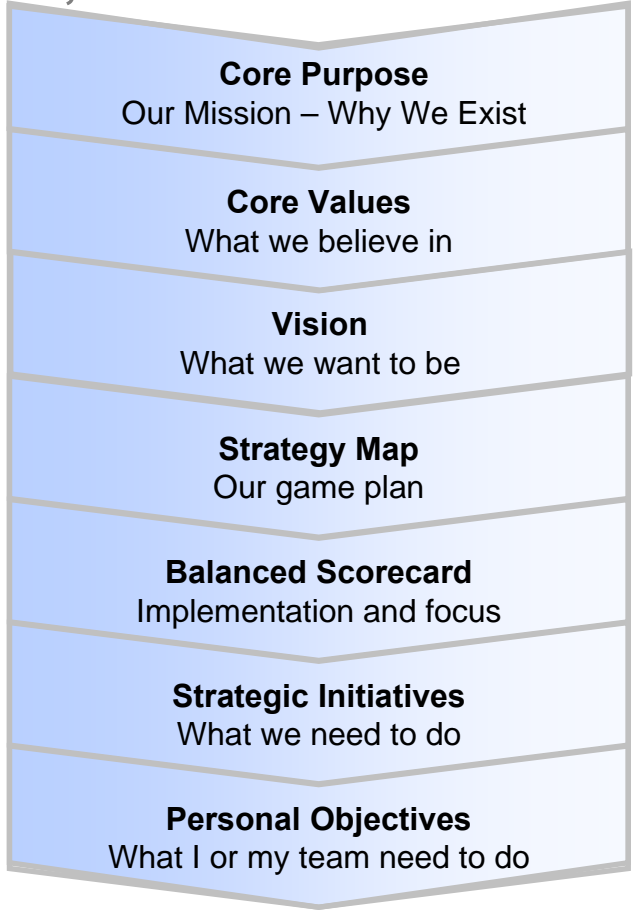 Core Purpose
Our Mission – Why We Exist
Core Values
What we believe in
Vision
What we want to be
Strategy Map
Our game plan
Balanced Scorecard
Implementation and focus
Strategic Initiatives
What we need to do
Personal Objectives
What I or my team need to do